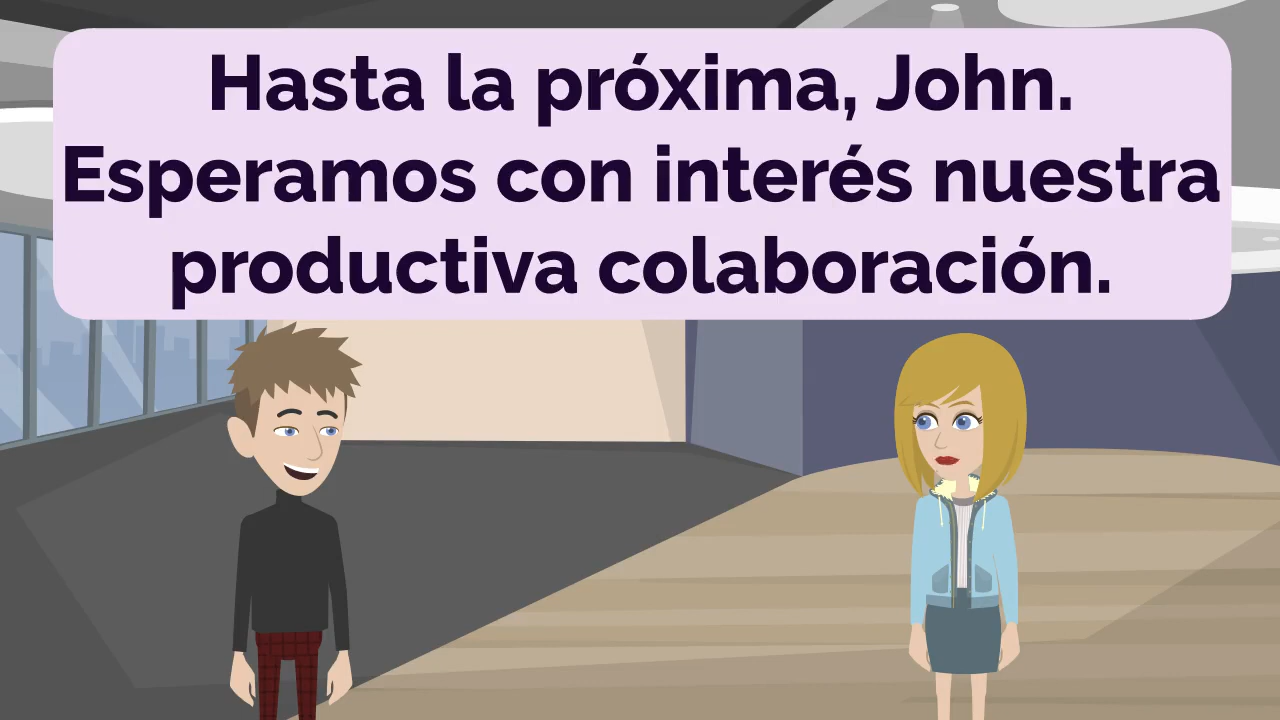 Hasta la próxima, John.
Esperamos con interés nuestra
productiva colaboración.